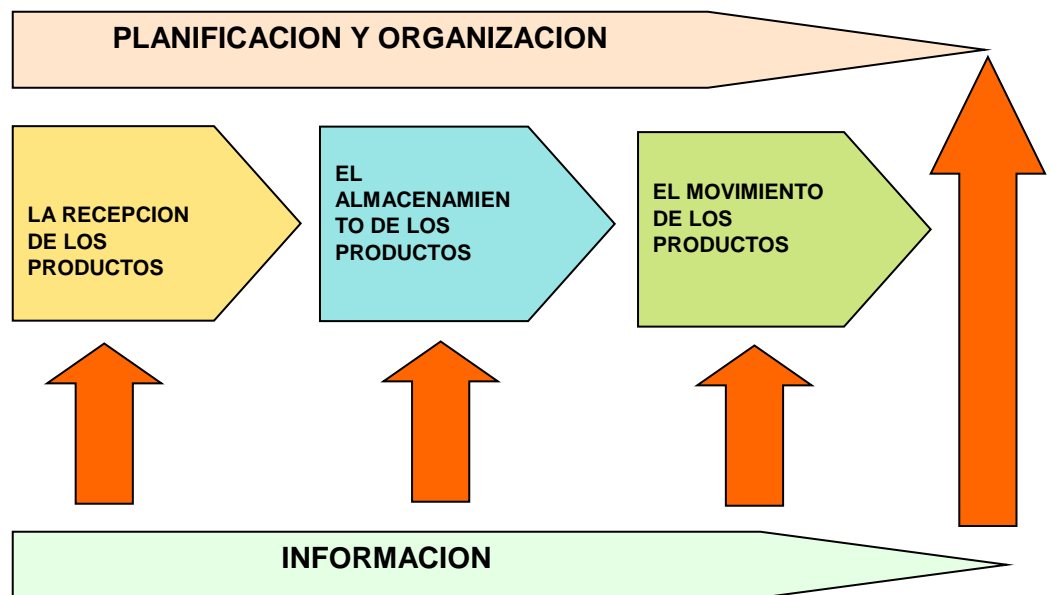 PLANIFICACION Y ORGANIZACION
LA RECEPCION
DE LOS
PRODUCTOS
EL
ALMACENAMIEN
TO DE LOS
PRODUCTOS
EL MOVIMIENTO
DE LOS
PRODUCTOS
INFORMACION